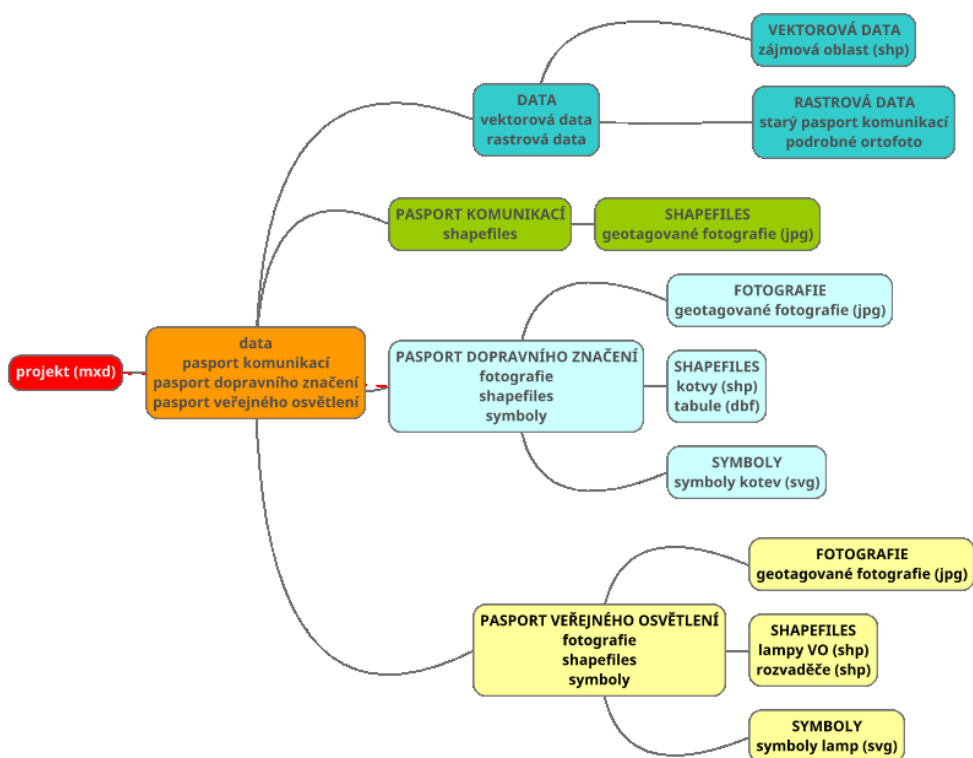 VEKTOROVÁ DATA
zájmová oblast (shp)
DATA
vektorová data
rastrová data
RASTROVÁ DATA
starý pasport komunikací
podrobné ortofoto
PASPORT KOMUNIKACÍ
shapefiles
SHAPEFILES
geotagované fotografie (jpg)
projekt (mxd)
data
pasport komunikací
pasport dopravního značení
pasport veřejného osvětlení
PASPORT DOPRAVNÍHO ZNAČENÍ
fotografie
shapefiles
symboly
FOTOGRAFIE
geotagované fotografie (jpg)
SHAPEFILES
kotvy (shp)
tabule (dbf)
SYMBOLY
symboly kotev (svg)
PASPORT VEŘEJNÉHO OSVĚTLENÍ
fotografie
shapefiles
symboly
FOTOGRAFIE
geotagované fotografie (jpg)
SHAPEFILES
lampy VO (shp)
rozvaděče (shp)
SYMBOLY
symboly lamp (svg)